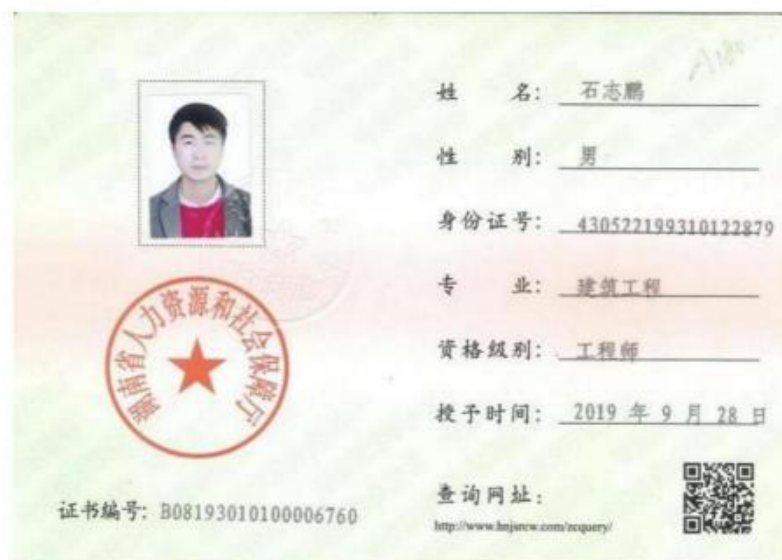 姓 名： 石志鹏
性 别： 男
身份证号： 430522199310122879
专 业： 建筑工程
资格级别： 工程师
授予时间： 2019 年 9 月 28 日
查询网址：
http://www.hnjsrcw.com/zcquery/
湖南省人力资源和社会保障厅
证书编号： B08193010100006760